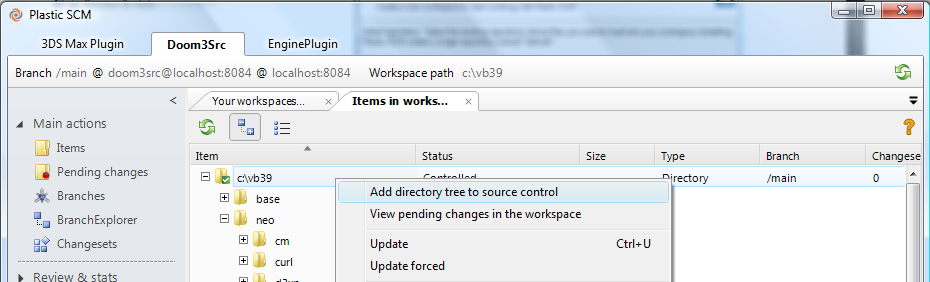 Plastic SCM
3DS Max Plugin Doom3Src EnginePlugin
Branch /main @ doom3src@localhost:8084 @ localhost:8084 Workspace path c:\vb39
< Your workspaces... × Items in works... ×
Main actions
Items
Pending changes
Branches
BranchExplorer
Changesets
Review & stats
Item Status Size Type Branch Changese
c:\vb39 Controlled Directory /main 0
base
neo
cm
curl
Add directory tree to source control
View pending changes in the workspace
Update Ctrl+U
Update forced